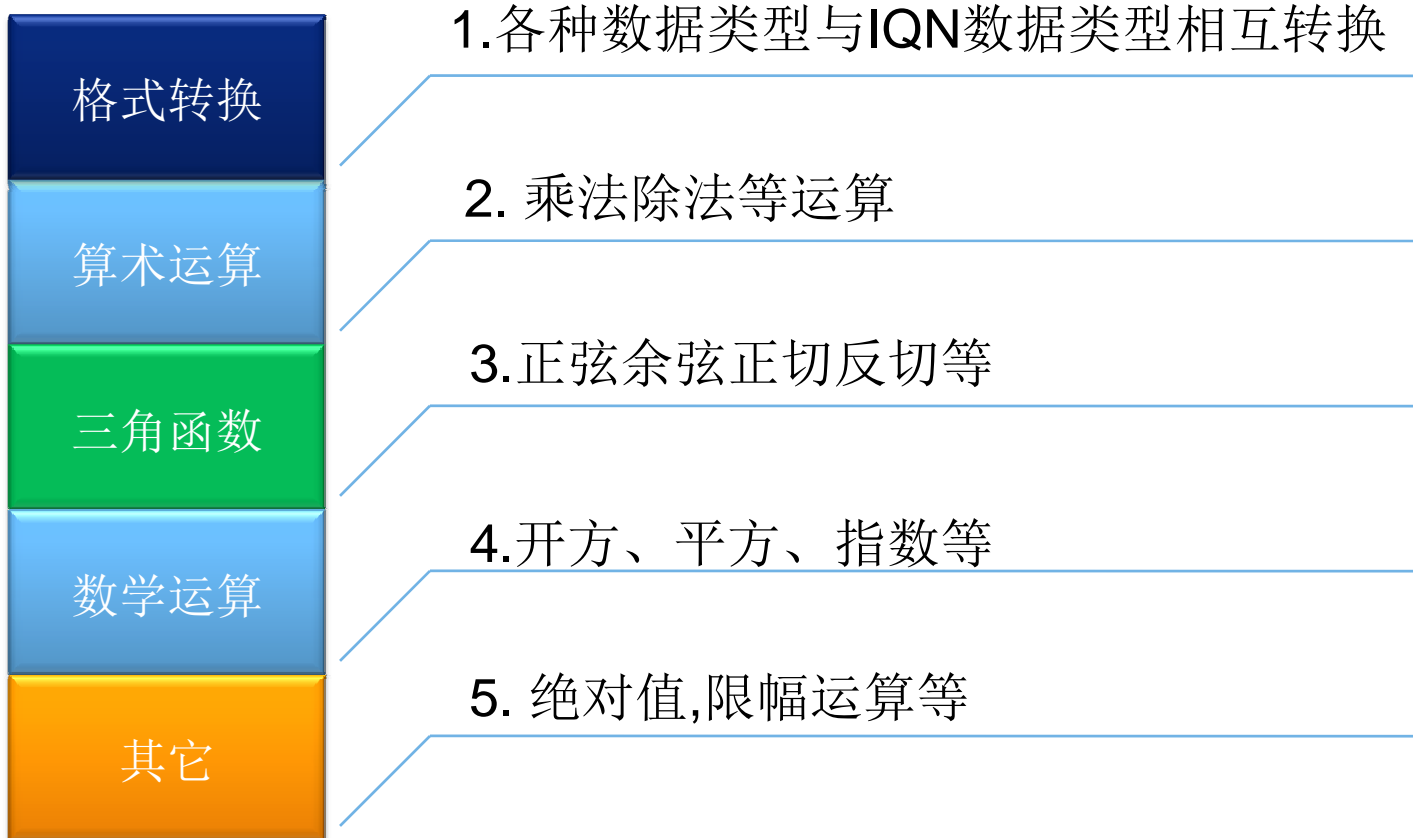 1.各种数据类型与IQN数据类型相互转换
格式转换
2. 乘法除法等运算
算术运算
3.正弦余弦正切反切等
三角函数
4.开方、平方、指数等
数学运算
5. 绝对值,限幅运算等
其它